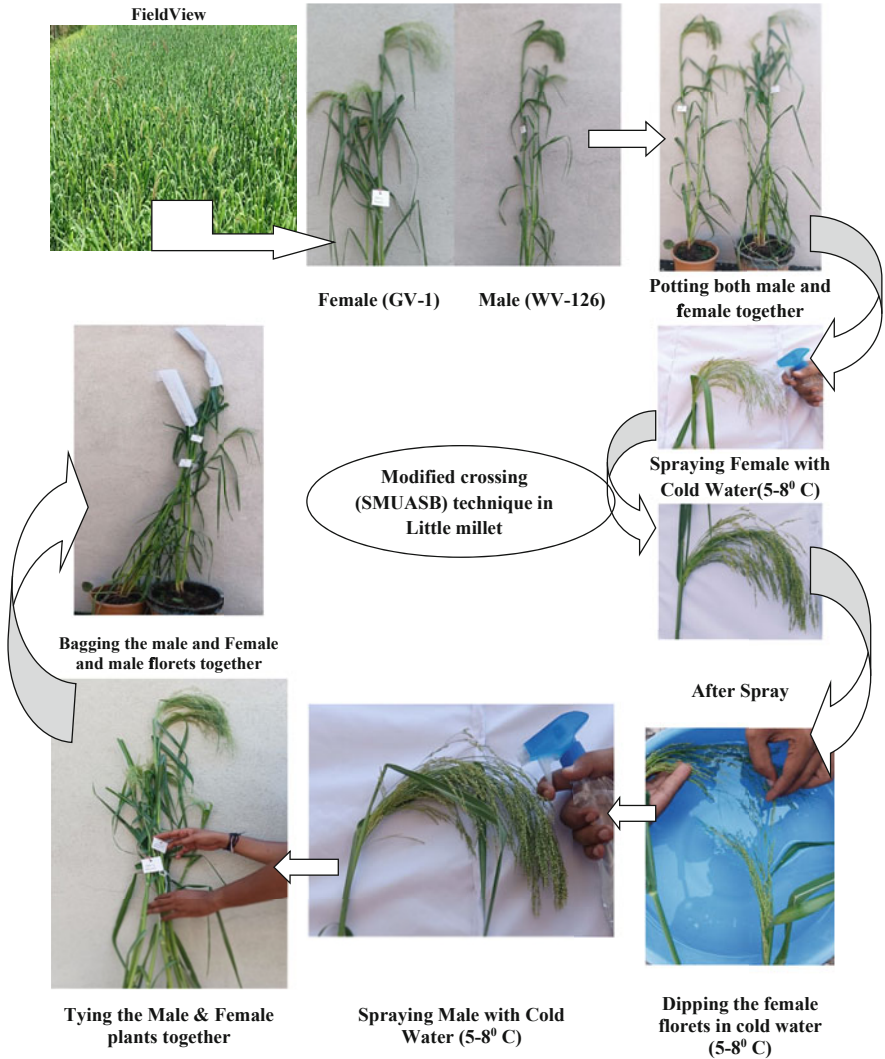 FieldView
Female (GV-1)
Male (WV-126)
Potting both male and
female together
Spraying Female with
Cold Water(5-8⁰ C)
Modified crossing
(SMUASB) technique in
Little millet
After Spray
Dipping the female
florets in cold water
(5-8⁰ C)
Spraying Male with Cold
Water (5-8⁰ C)
Tying the Male & Female
plants together
Bagging the male and Female
and male florets together